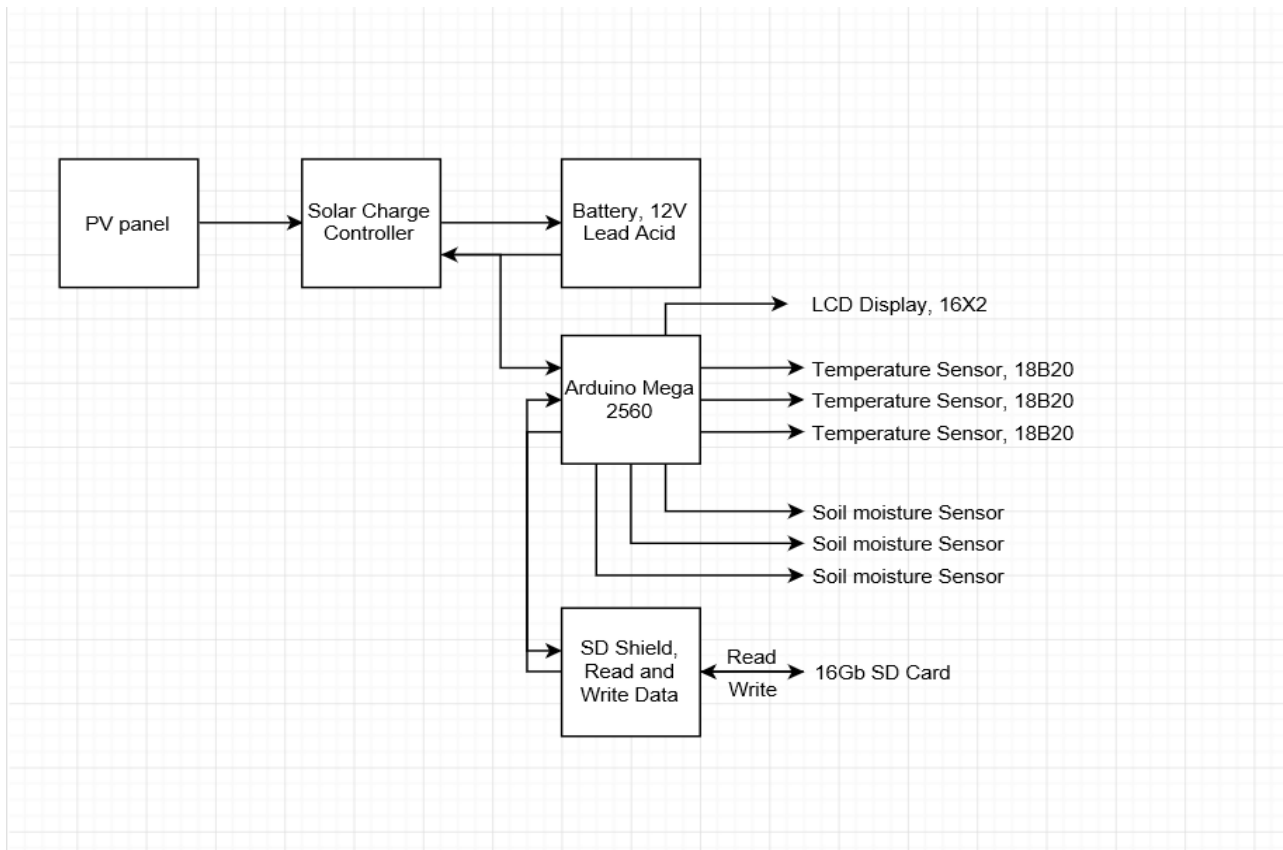 PV panel
Solar Charge
Controller
Battery, 12V
Lead Acid
LCD Display, 16X2
Arduino Mega
2560
Temperature Sensor, 18B20
Temperature Sensor, 18B20
Temperature Sensor, 18B20
Soil moisture Sensor
Soil moisture Sensor
Soil moisture Sensor
SD Shield,
Read and
Write Data
Read
Write
16Gb SD Card